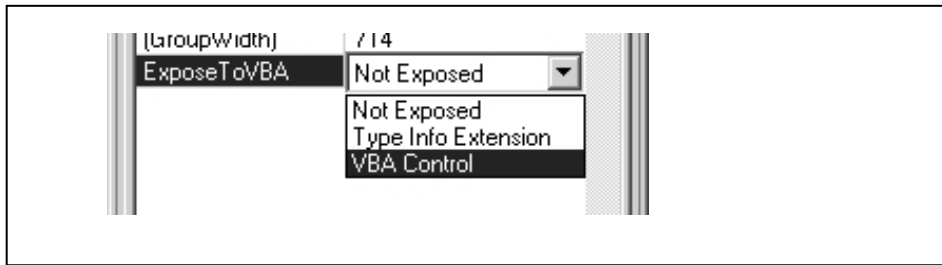 (GroupWidth) 714
ExposeToVBA Not Exposed
Not Exposed
Type Info Extension
VBA Control